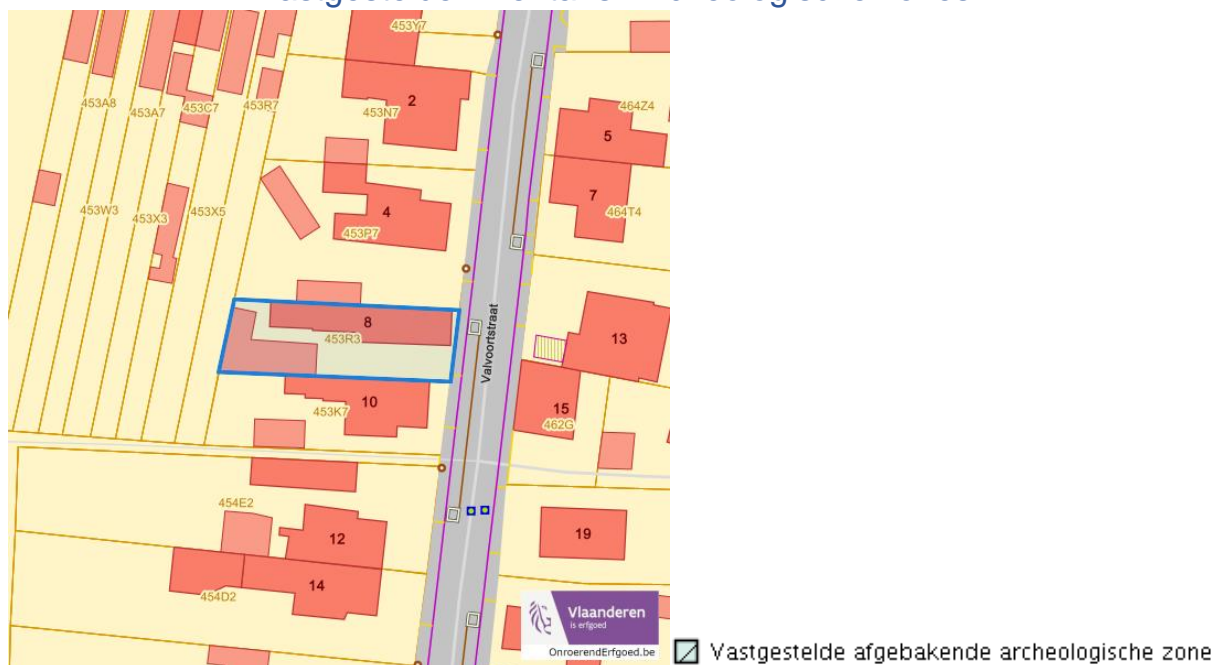 453Y7
2
453A8
453A7
453C7
453R7
453N7
464Z4
5
7
464T4
453W3
453X3
453X5
4
453P7
8
453R3
Valvoortstraat
13
10
453K7
15
462G
454E2
12
19
14
454D2
Vlaanderen
is erfgoed
OnroerendErfgoed.be
Vastgestelde afgebakende archeologische zone